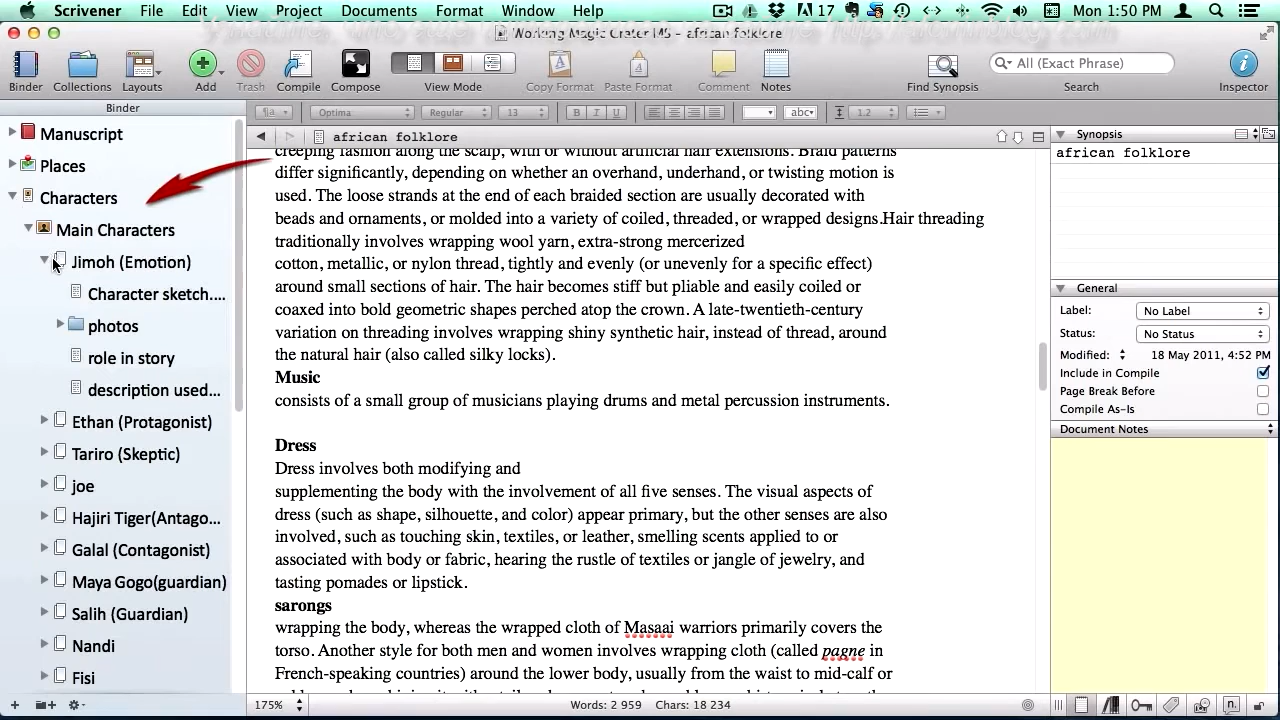 Scrivener File Edit View Project Documents Format Window Help 17 Mon 1:50 PM
Working Magic Crater MS - african folklore
Binder Collections Layouts Add Trash Compile Compose View Mode Copy Format Paste Format Comment Notes Find Synopsis Search Inspector
All (Exact Phrase)
Binder
Optima Regular 13 B I U abc 1.2
Manuscript
Places
Characters
Main Characters
Jimoh (Emotion)
Character sketch....
photos
role in story
description used...
Ethan (Protagonist)
Tariro (Skeptic)
joe
Hajiri Tiger(Antago...
Galal (Contagonist)
Maya Gogo(guardian)
Salih (Guardian)
Nandi
Fisi
african folklore
creeping fashion along the scalp, with or without artificial hair extensions. Braid patterns
differ significantly, depending on whether an overhand, underhand, or twisting motion is
used. The loose strands at the end of each braided section are usually decorated with
beads and ornaments, or molded into a variety of coiled, threaded, or wrapped designs.Hair threading
traditionally involves wrapping wool yarn, extra-strong mercerized
cotton, metallic, or nylon thread, tightly and evenly (or unevenly for a specific effect)
around small sections of hair. The hair becomes stiff but pliable and easily coiled or
coaxed into bold geometric shapes perched atop the crown. A late-twentieth-century
variation on threading involves wrapping shiny synthetic hair, instead of thread, around
the natural hair (also called silky locks).
Music
consists of a small group of musicians playing drums and metal percussion instruments.
Dress
Dress involves both modifying and
supplementing the body with the involvement of all five senses. The visual aspects of
dress (such as shape, silhouette, and color) appear primary, but the other senses are also
involved, such as touching skin, textiles, or leather, smelling scents applied to or
associated with body or fabric, hearing the rustle of textiles or jangle of jewelry, and
tasting pomades or lipstick.
sarongs
wrapping the body, whereas the wrapped cloth of Masaai warriors primarily covers the
torso. Another style for both men and women involves wrapping cloth (called pagne in
French-speaking countries) around the lower body, usually from the waist to mid-calf or
175% Words: 2 959 Chars: 18 234
Synopsis
african folklore
General
Label: No Label
Status: No Status
Modified: 18 May 2011, 4:52 PM
Include in Compile
Page Break Before
Compile As-Is
Document Notes